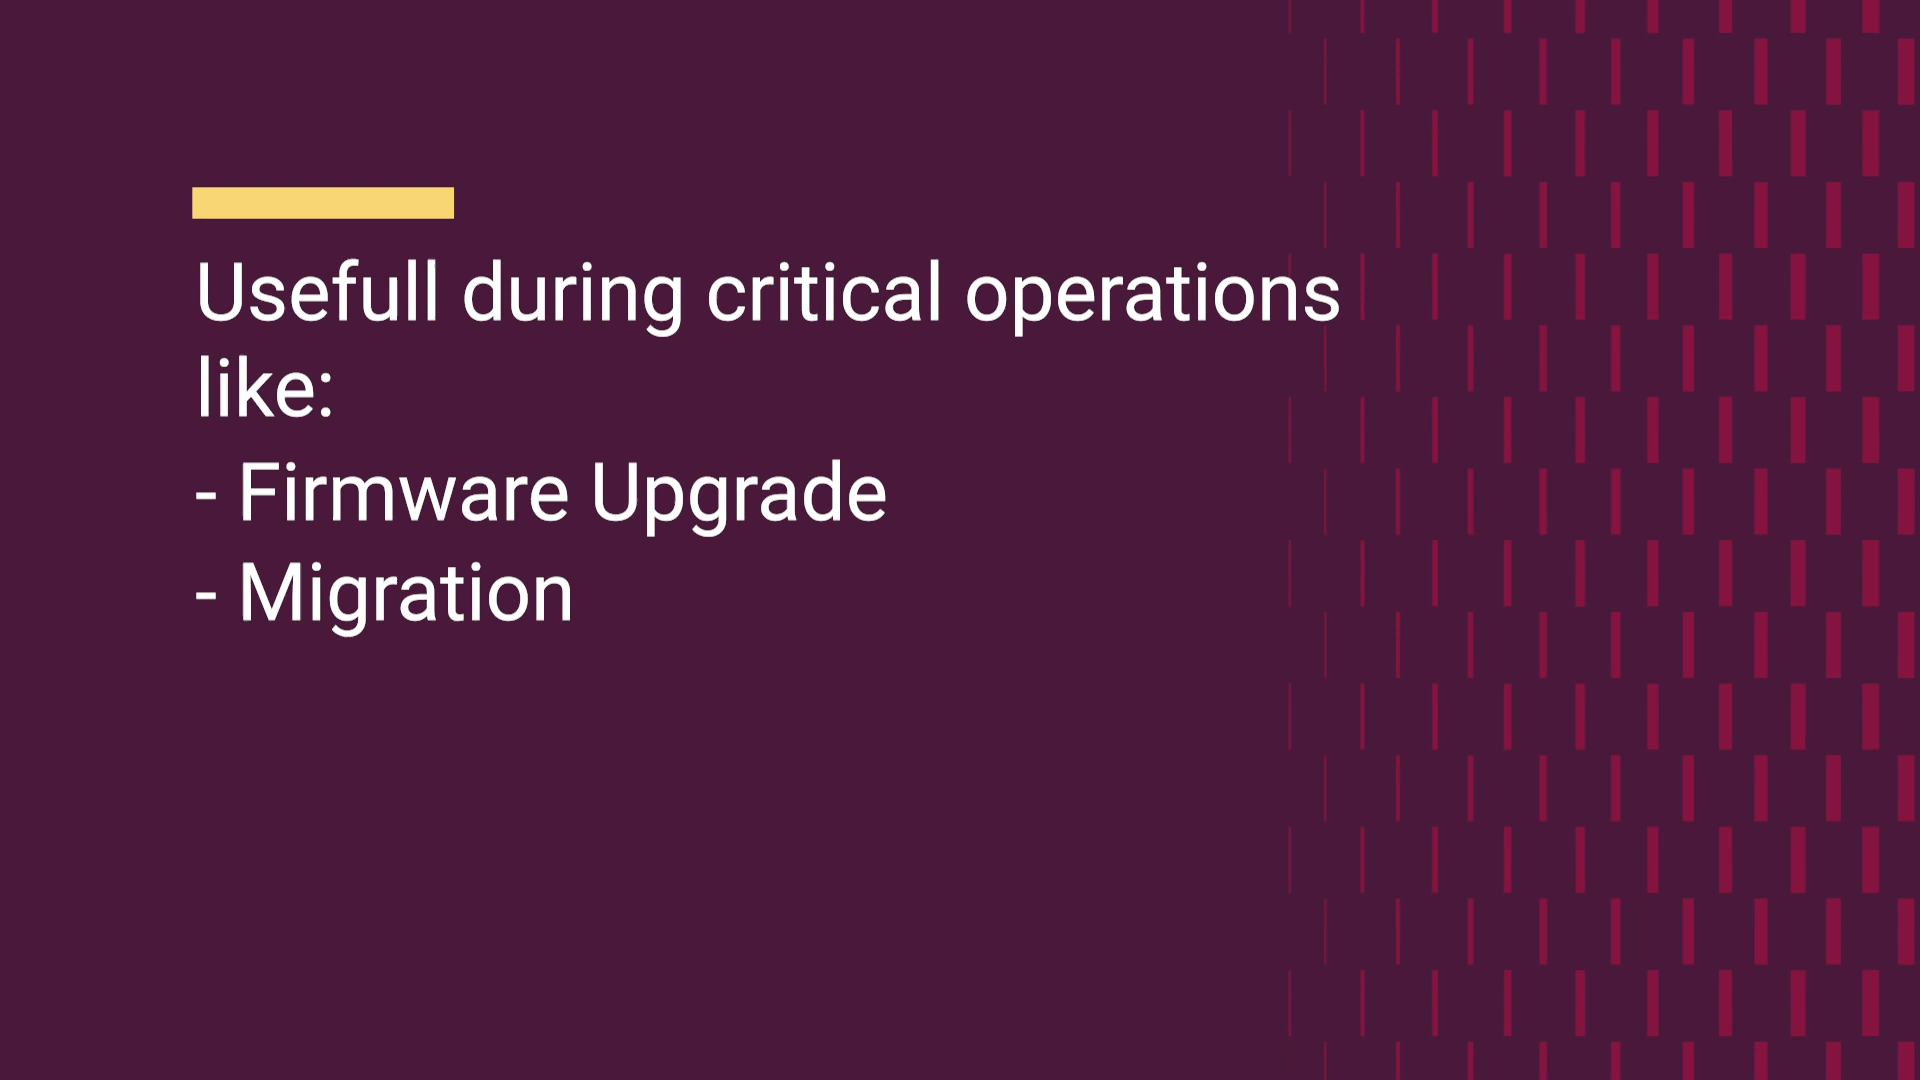 Usefull during critical operations
like:
- Firmware Upgrade
- Migration